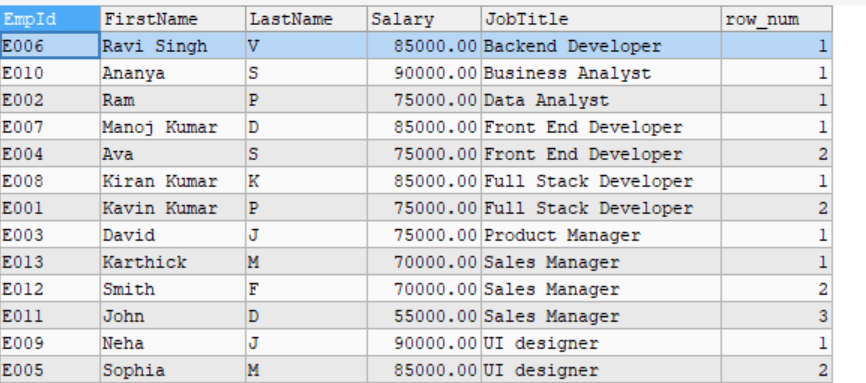 EmpId FirstName LastName Salary JobTitle row_num
E006 Ravi Singh V 85000.00 Backend Developer 1
E010 Ananya S 90000.00 Business Analyst 1
E002 Ram P 75000.00 Data Analyst 1
E007 Manoj Kumar D 85000.00 Front End Developer 1
E004 Ava S 75000.00 Front End Developer 2
E008 Kiran Kumar K 85000.00 Full Stack Developer 1
E001 Kavin Kumar P 75000.00 Full Stack Developer 2
E003 David J 75000.00 Product Manager 1
E013 Karthick M 70000.00 Sales Manager 1
E012 Smith F 70000.00 Sales Manager 2
E011 John D 55000.00 Sales Manager 3
E009 Neha J 90000.00 UI designer 1
E005 Sophia M 85000.00 UI designer 2